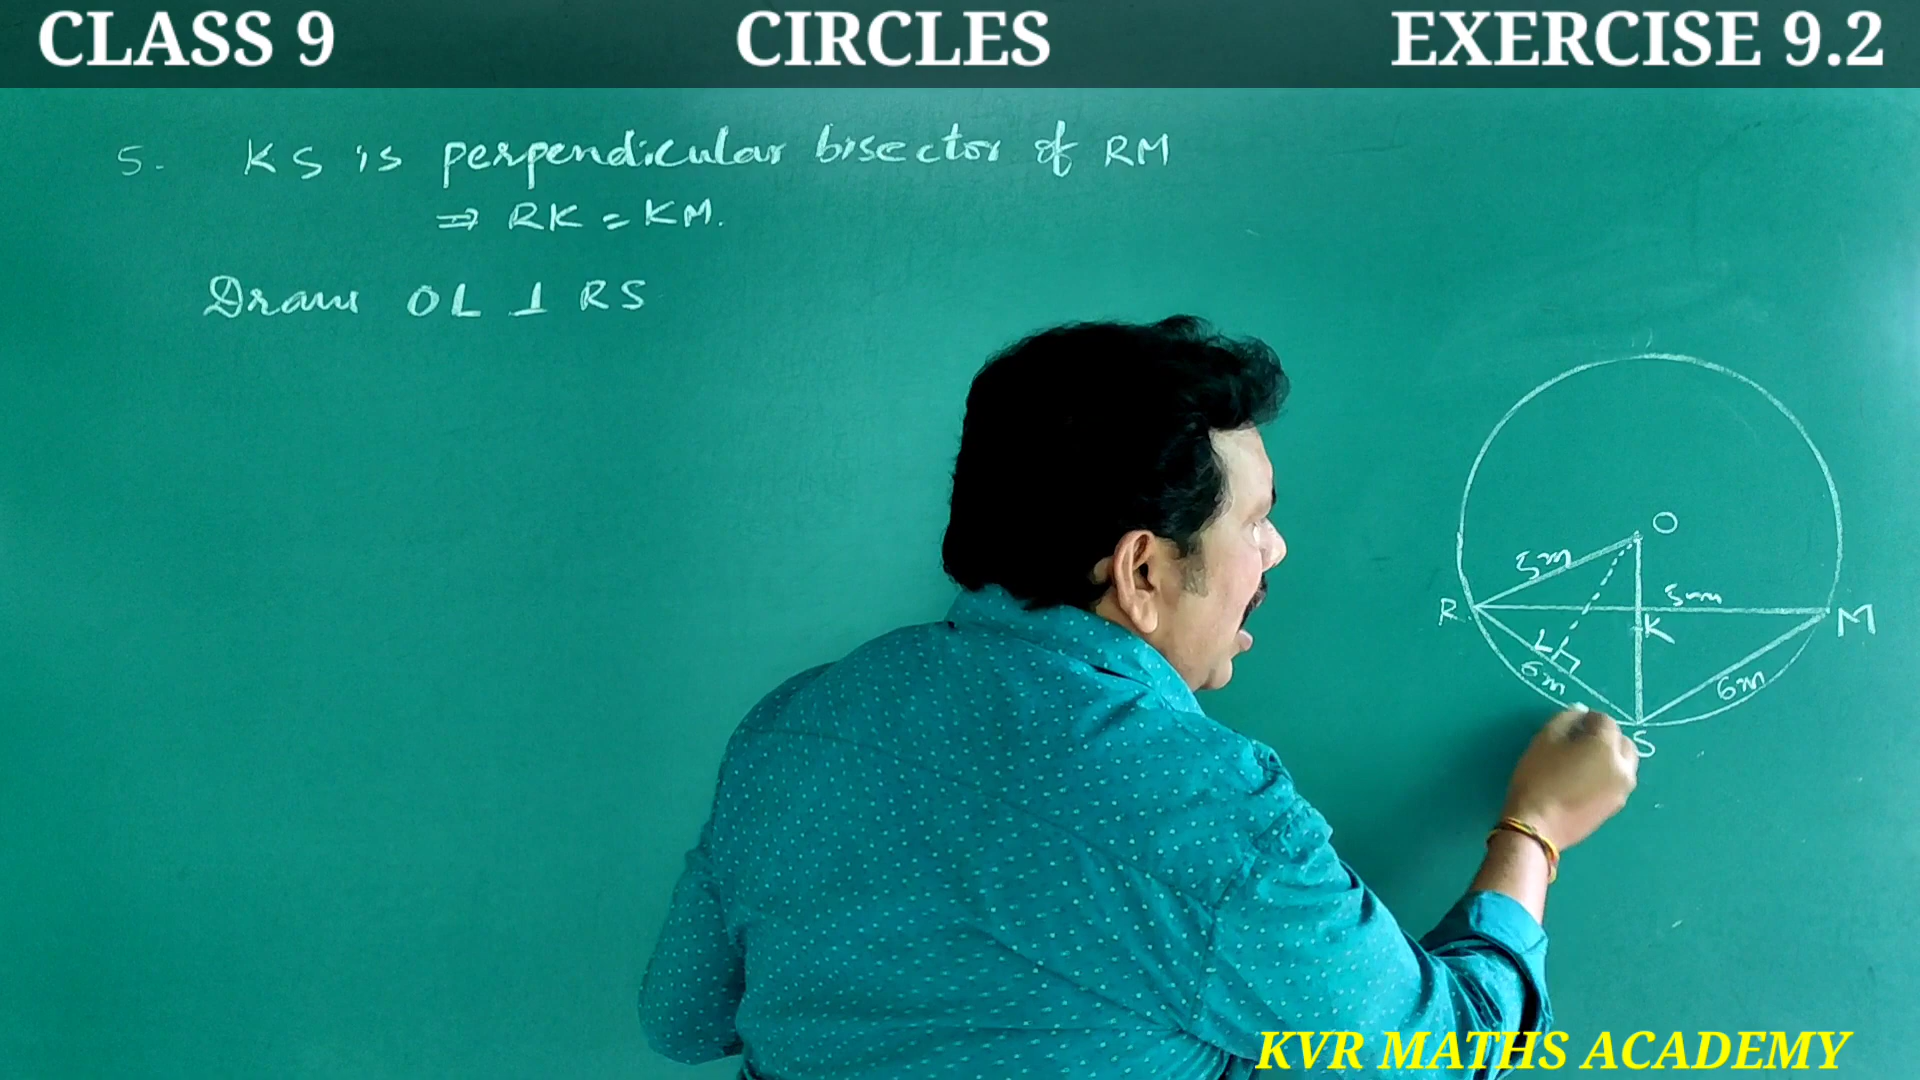 CLASS 9 CIRCLES EXERCISE 9.2
5. KS is perpendicular bisector of RM
⇒ RK = KM.
Draw OL ⊥ RS
O
5m
5m
R
K
M
L
6m
6m
S
KVR MATHS ACADEMY